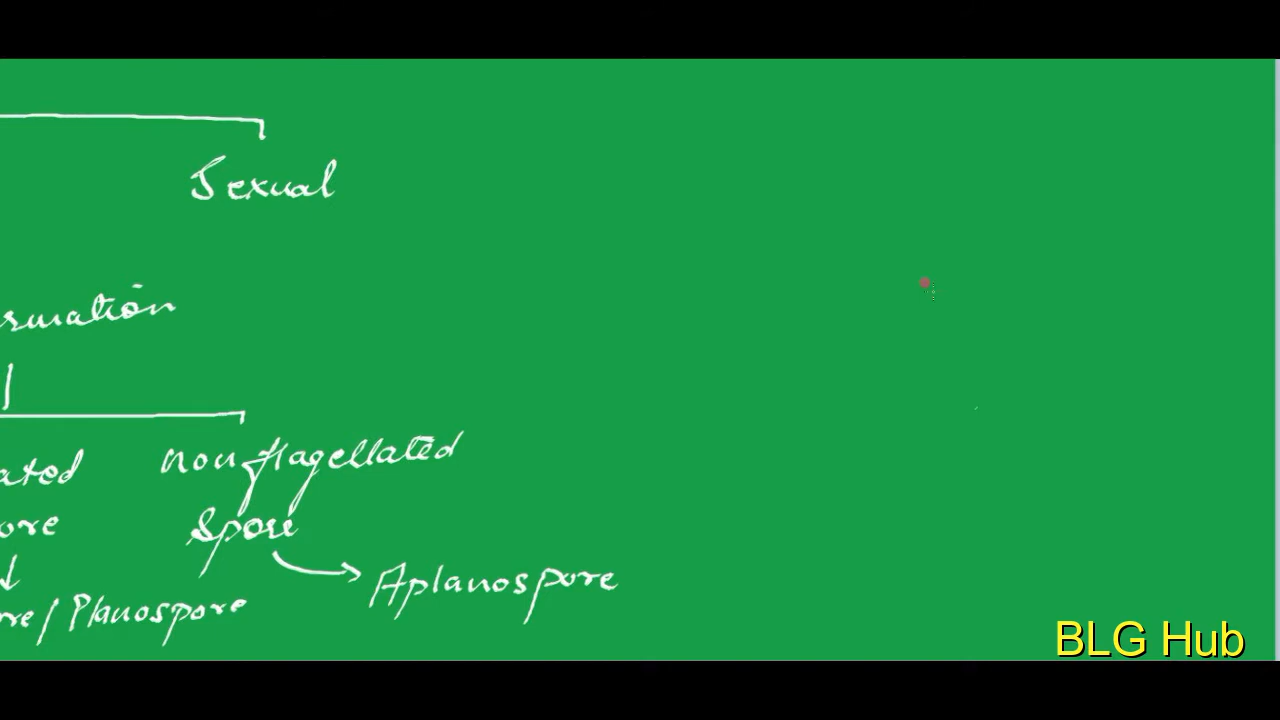 Sexual
rmation
ated
nonflagellated
ore
Spore
Aplanospore
re/Planospore
BLG Hub